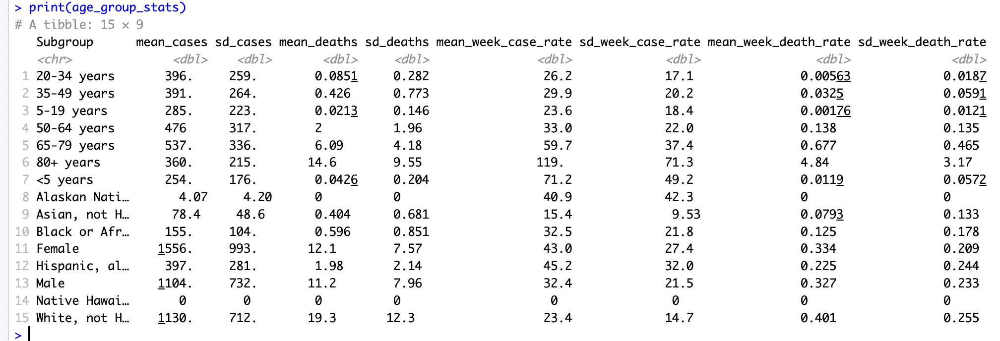 > print(age_group_stats)
# A tibble: 15 × 9
   Subgroup      mean_cases sd_cases mean_deaths sd_deaths mean_week_case_rate sd_week_case_rate mean_week_death_rate sd_week_death_rate
   <chr>              <dbl>    <dbl>       <dbl>     <dbl>               <dbl>             <dbl>                <dbl>              <dbl>
 1 20-34 years       396.     259.        0.0851     0.282                26.2              17.1              0.00563             0.0187
 2 35-49 years       391.     264.        0.426      0.773                29.9              20.2              0.0325              0.0591
 3 5-19 years        285.     223.        0.0213     0.146                23.6              18.4              0.00176             0.0121
 4 50-64 years       476      317.        2          1.96                 33.0              22.0              0.138               0.135
 5 65-79 years       537.     336.        6.09       4.18                 59.7              37.4              0.677               0.465
 6 80+ years         360.     215.       14.6        9.55                119.               71.3              4.84                3.17
 7 <5 years          254.     176.        0.0426     0.204                71.2              49.2              0.0119              0.0572
 8 Alaskan Nati…       4.07     4.20      0          0                    40.9              42.3              0                   0
 9 Asian, not H…      78.4     48.6       0.404      0.681                15.4               9.53             0.0793              0.133
10 Black or Afr…     155.     104.        0.596      0.851                32.5              21.8              0.125               0.178
11 Female           1556.     993.       12.1        7.57                 43.0              27.4              0.334               0.209
12 Hispanic, al…     397.     281.        1.98       2.14                 45.2              32.0              0.225               0.244
13 Male             1104.     732.       11.2        7.96                 32.4              21.5              0.327               0.233
14 Native Hawai…       0        0         0          0                     0                 0                0                   0
15 White, not H…    1130.     712.       19.3       12.3                  23.4              14.7              0.401               0.255
>